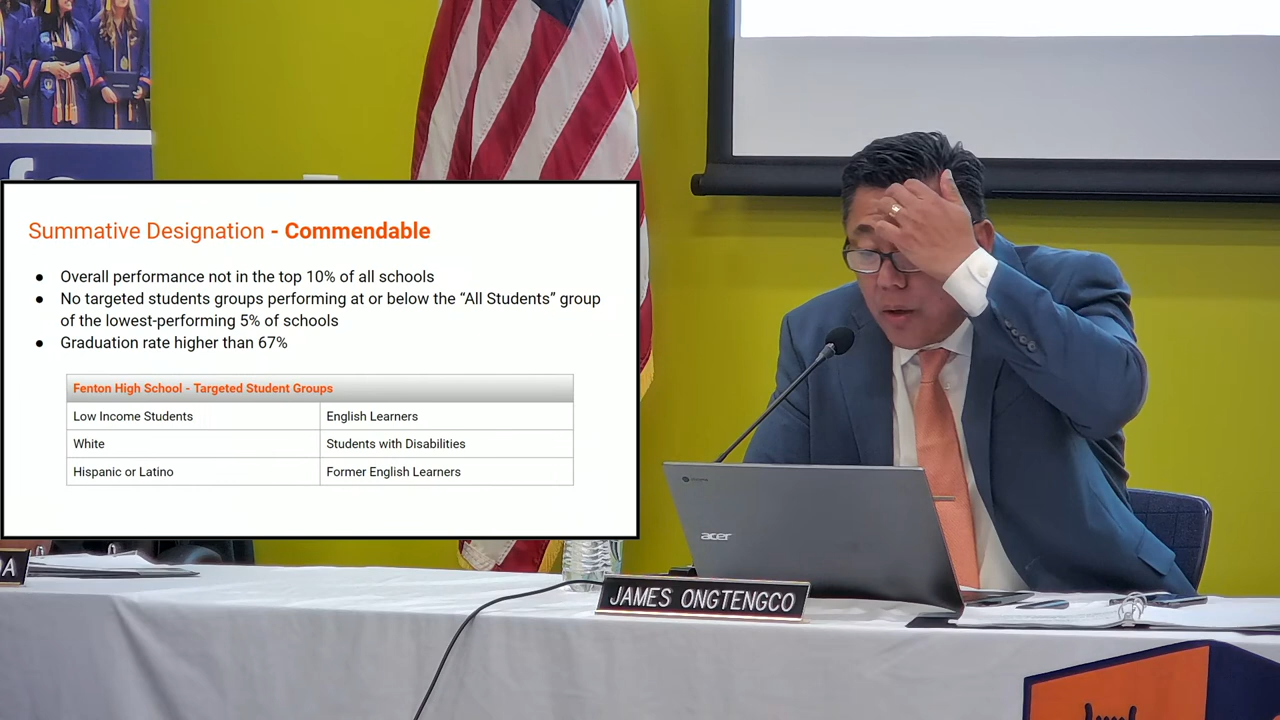 Summative Designation - Commendable
● Overall performance not in the top 10% of all schools
● No targeted students groups performing at or below the “All Students” group
of the lowest-performing 5% of schools
● Graduation rate higher than 67%
Fenton High School - Targeted Student Groups
Low Income Students English Learners
White Students with Disabilities
Hispanic or Latino Former English Learners
acer
JAMES ONGTENGCO